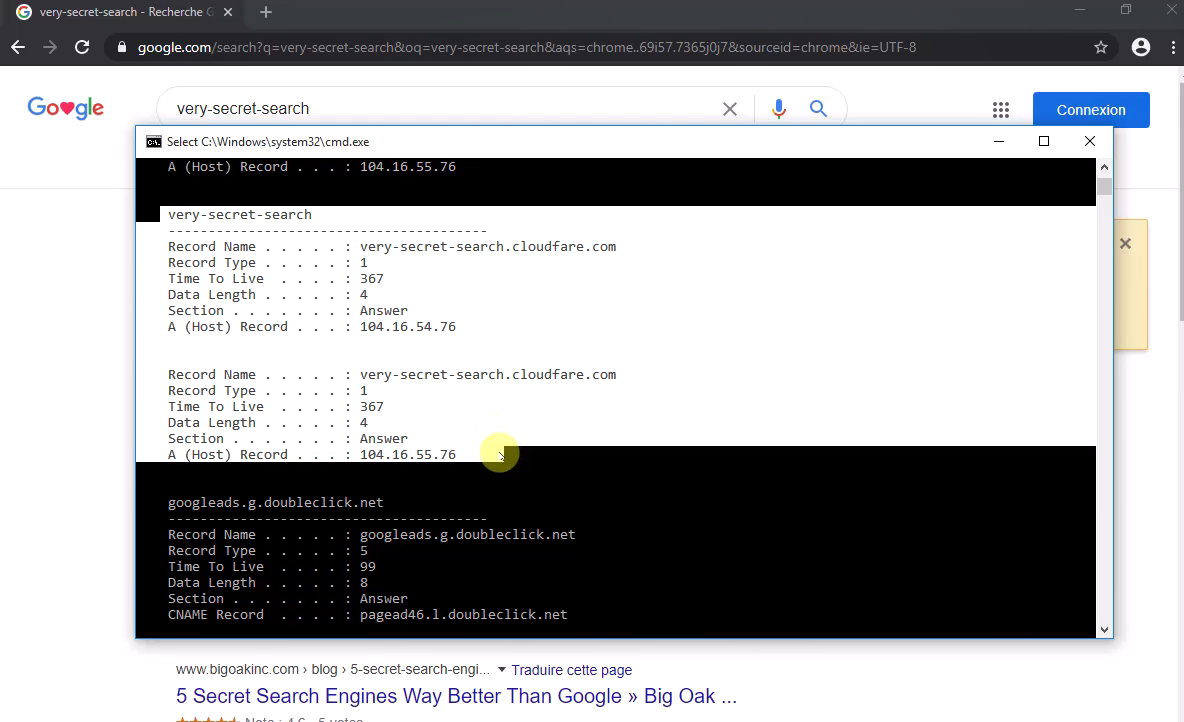 very-secret-search - Recherche G
google.com/search?q=very-secret-search&oq=very-secret-search&aqs=chrome..69i57.7365j0j7&sourceid=chrome&ie=UTF-8
Google
very-secret-search
Connexion
Select C:\Windows\system32\cmd.exe
A (Host) Record . . . : 104.16.55.76
very-secret-search
----------------------------------------
Record Name . . . . . : very-secret-search.cloudfare.com
Record Type . . . . . : 1
Time To Live  . . . . : 367
Data Length . . . . . : 4
Section . . . . . . . : Answer
A (Host) Record . . . : 104.16.54.76
Record Name . . . . . : very-secret-search.cloudfare.com
Record Type . . . . . : 1
Time To Live  . . . . : 367
Data Length . . . . . : 4
Section . . . . . . . : Answer
A (Host) Record . . . : 104.16.55.76
googleads.g.doubleclick.net
----------------------------------------
Record Name . . . . . : googleads.g.doubleclick.net
Record Type . . . . . : 5
Time To Live  . . . . : 99
Data Length . . . . . : 8
Section . . . . . . . : Answer
CNAME Record  . . . . : pagead46.l.doubleclick.net
www.bigoakinc.com › blog › 5-secret-search-engi... Traduire cette page
5 Secret Search Engines Way Better Than Google » Big Oak ...
Note : 4,6 - 5 votes